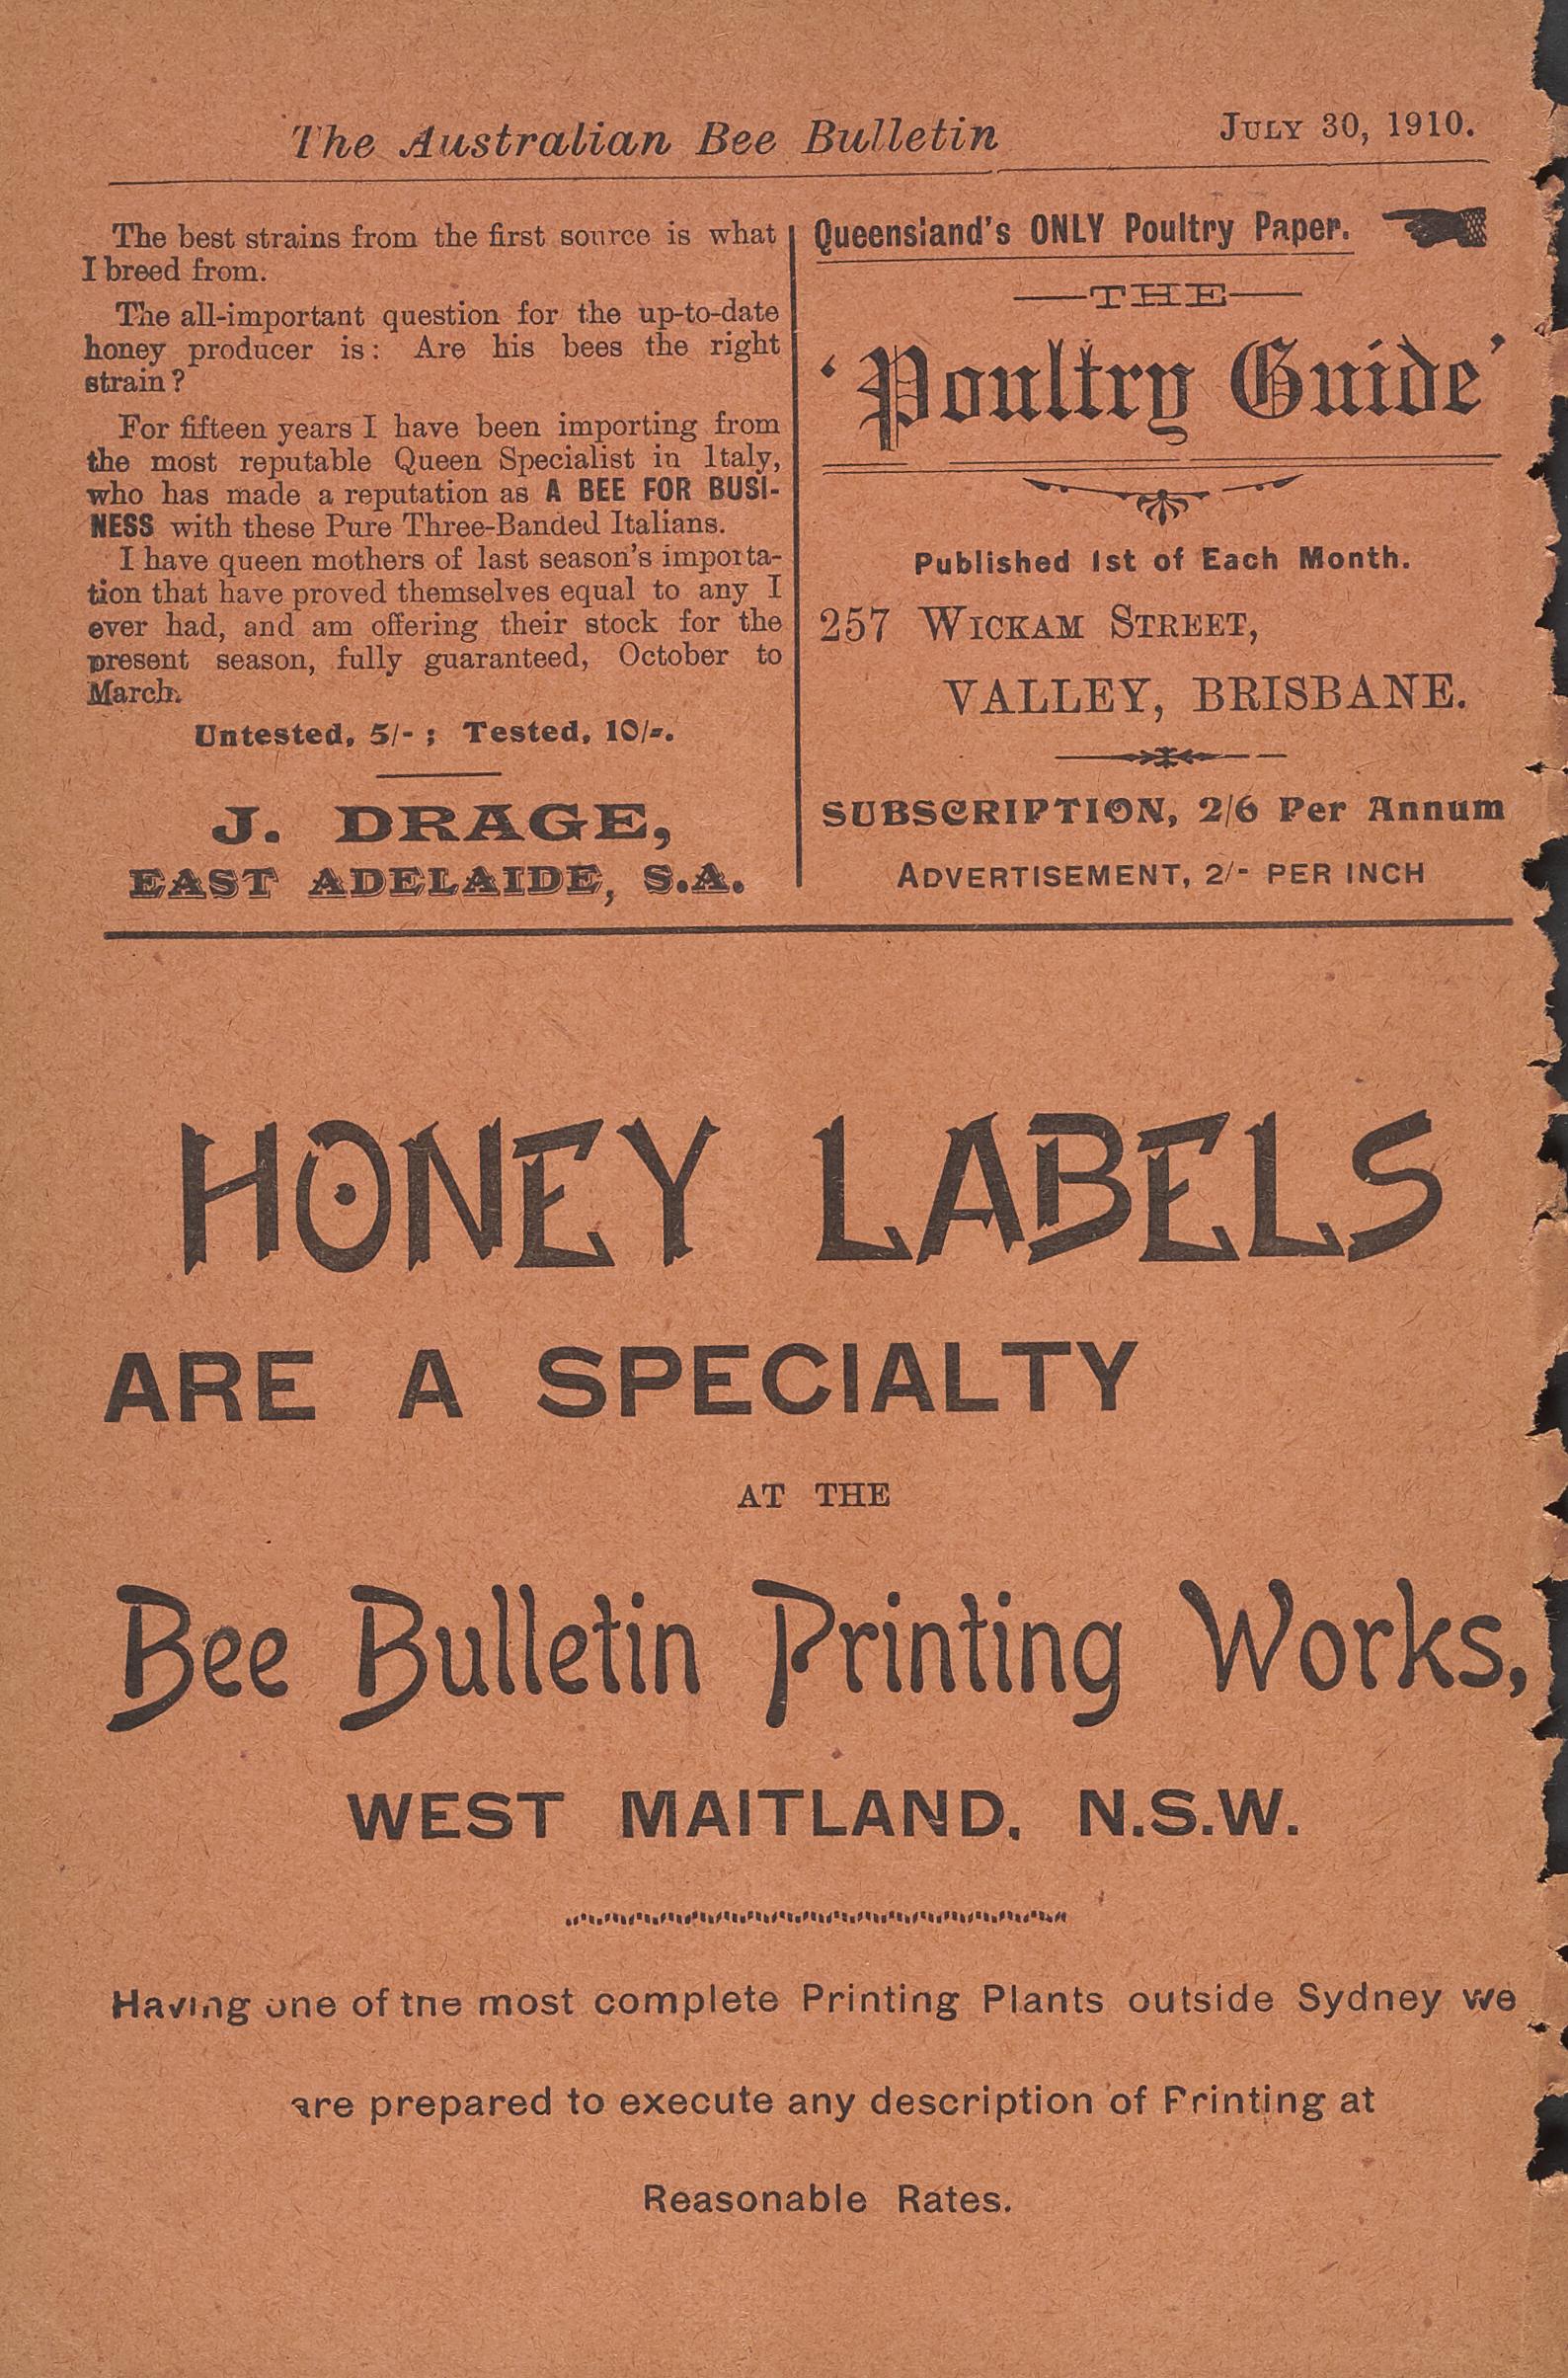 The Australian Bee Bulletin JULY 30, 1910.
The best strains from the first source is what
I breed from.
The all-important question for the up-to-date
honey producer is: Are his bees the right
strain?
For fifteen years I have been importing from
the most reputable Queen Specialist in Italy,
who has made a reputation as A BEE FOR BUSI-
NESS with these Pure Three-Banded Italians.
I have queen mothers of last season's importa-
tion that have proved themselves equal to any I
ever had, and am offering their stock for the
present season, fully guaranteed, October to
March.
Untested, 5/- ; Tested, 10/-.
J. DRAGE,
EAST ADELAIDE, S.A.
Queensland's ONLY Poultry Paper.
THE
'Poultry Guide'
Published 1st of Each Month.
257 WICKAM STREET,
VALLEY, BRISBANE.
SUBSCRIPTION, 2/6 Per Annum
ADVERTISEMENT, 2/- PER INCH
HONEY LABELS
ARE A SPECIALTY
AT THE
Bee Bulletin Printing Works,
WEST MAITLAND, N.S.W.
Having one of the most complete Printing Plants outside Sydney we
are prepared to execute any description of Printing at
Reasonable Rates.